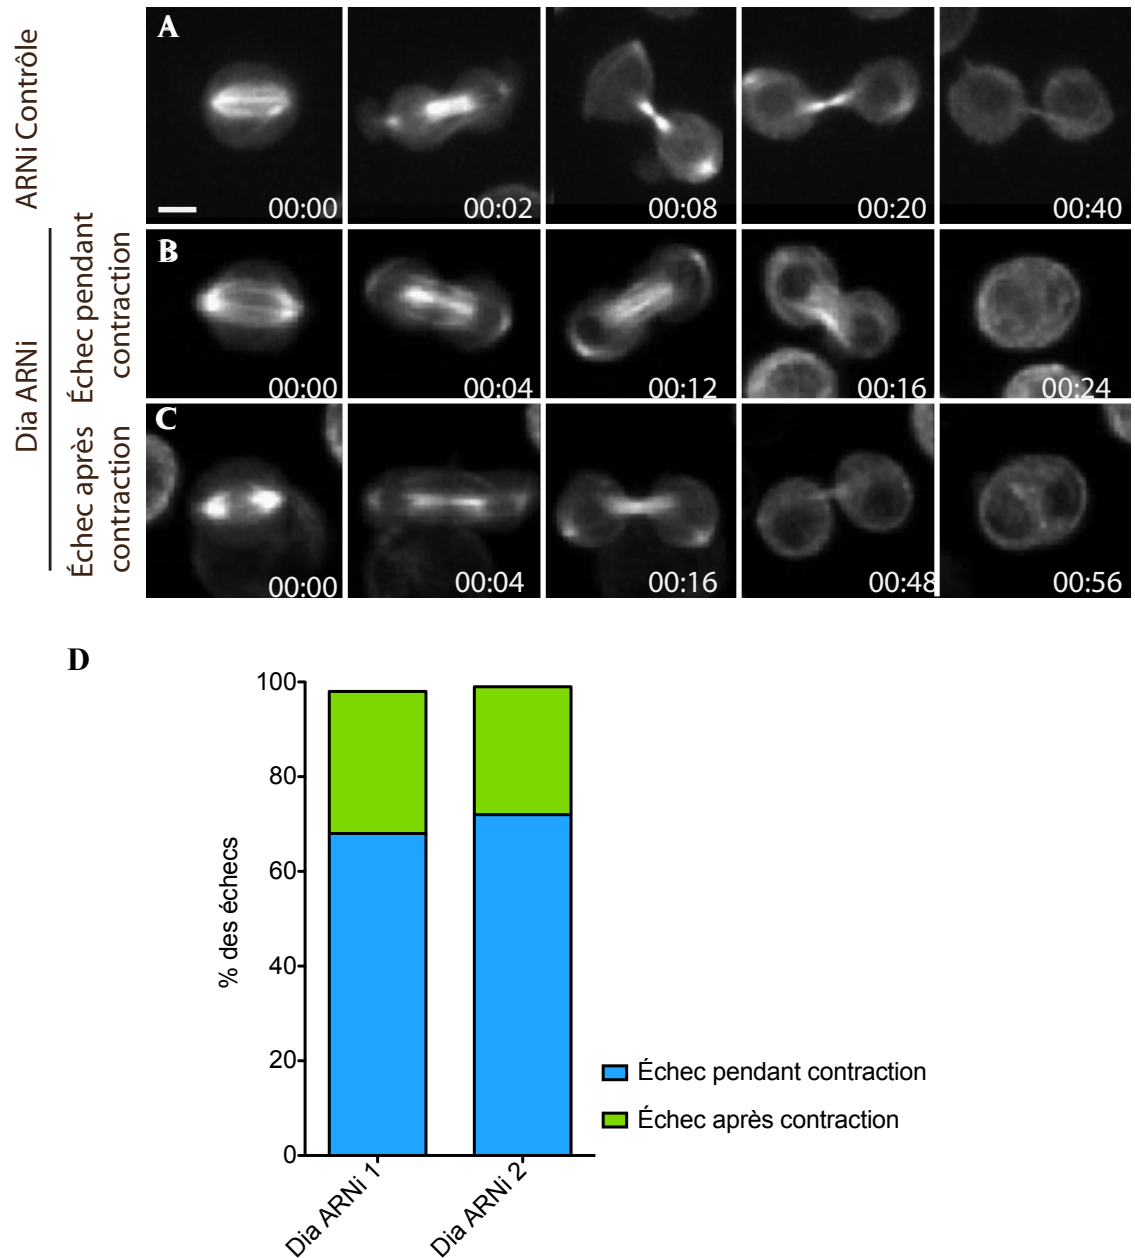 ARNi Contrôle
A
00:00
00:02
00:08
00:20
00:40
Dia ARNi
Échec pendant
contraction
B
00:00
00:04
00:12
00:16
00:24
Échec après
contraction
C
00:00
00:04
00:16
00:48
00:56
D
% des échecs
100
80
60
40
20
0
Dia ARNi 1
Dia ARNi 2
Échec pendant contraction
Échec après contraction